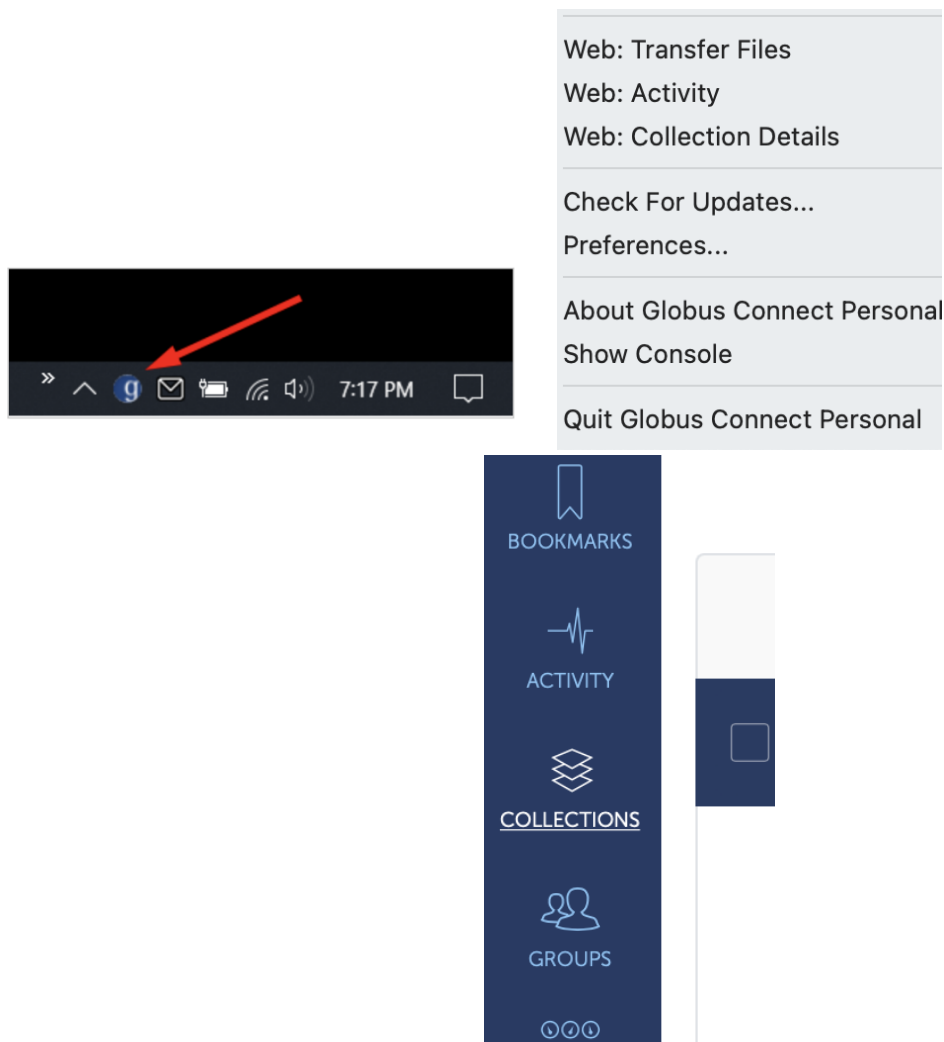 Web: Transfer Files
Web: Activity
Web: Collection Details
Check For Updates...
Preferences...
About Globus Connect Personal
Show Console
Quit Globus Connect Personal
» g 7:17 PM
BOOKMARKS
ACTIVITY
COLLECTIONS
GROUPS